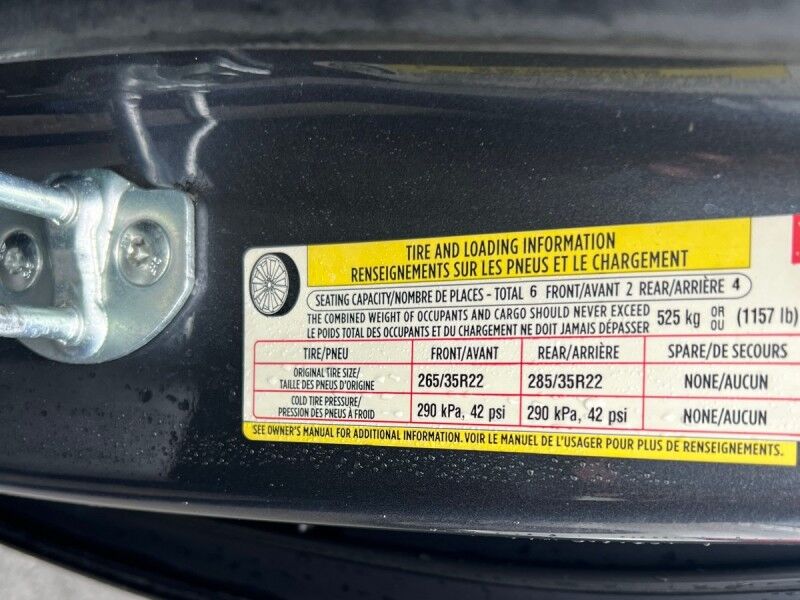 TIRE AND LOADING INFORMATION
RENSEIGNEMENTS SUR LES PNEUS ET LE CHARGEMENT
SEATING CAPACITY/NOMBRE DE PLACES - TOTAL 6 FRONT/AVANT 2 REAR/ARRIÈRE 4
THE COMBINED WEIGHT OF OCCUPANTS AND CARGO SHOULD NEVER EXCEED 525 kg OR (1157 lb)
LE POIDS TOTAL DES OCCUPANTS ET DU CHARGEMENT NE DOIT JAMAIS DÉPASSER OU
TIRE/PNEU FRONT/AVANT REAR/ARRIÈRE SPARE/DE SECOURS
ORIGINAL TIRE SIZE/
TAILLE DES PNEUS D'ORIGINE 265/35R22 285/35R22 NONE/AUCUN
COLD TIRE PRESSURE/
PRESSION DES PNEUS À FROID 290 kPa, 42 psi 290 kPa, 42 psi NONE/AUCUN
SEE OWNER'S MANUAL FOR ADDITIONAL INFORMATION. VOIR LE MANUEL DE L'USAGER POUR PLUS DE RENSEIGNEMENTS.